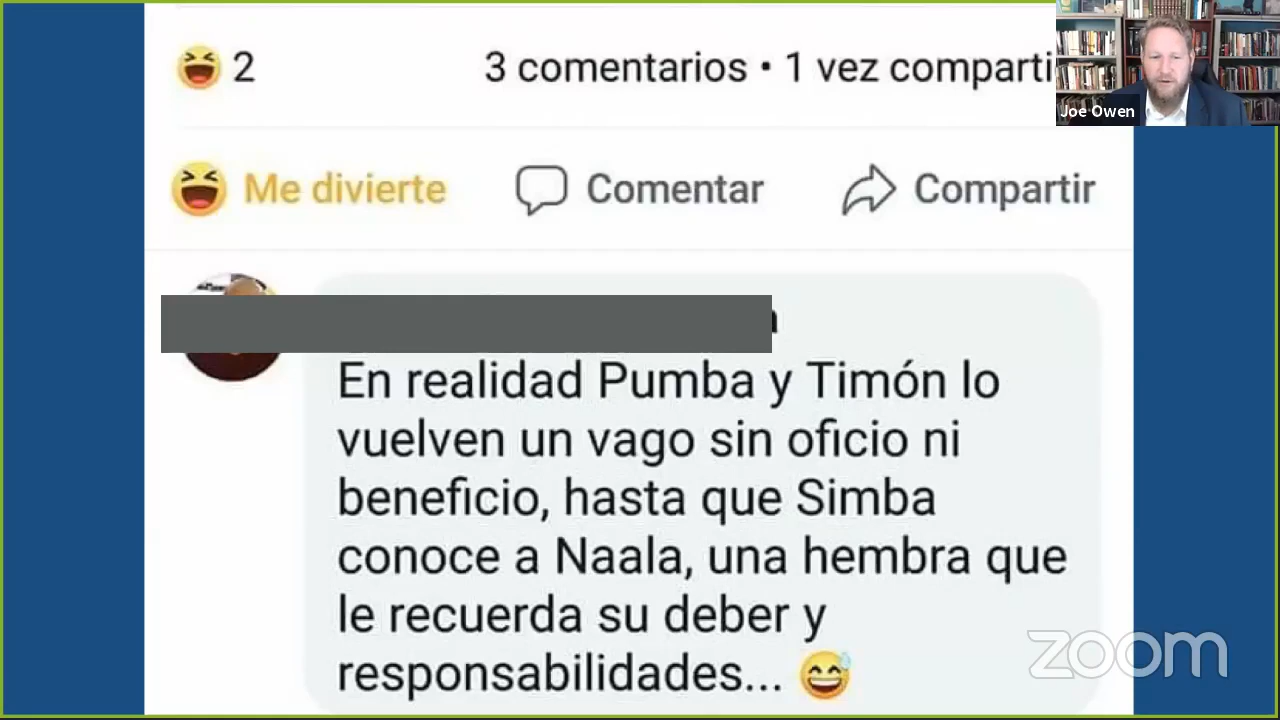 2
3 comentarios • 1 vez comparti
Joe Owen
Me divierte
Comentar
Compartir
En realidad Pumba y Timón lo
vuelven un vago sin oficio ni
beneficio, hasta que Simba
conoce a Naala, una hembra que
le recuerda su deber y
responsabilidades... 😅
zoom